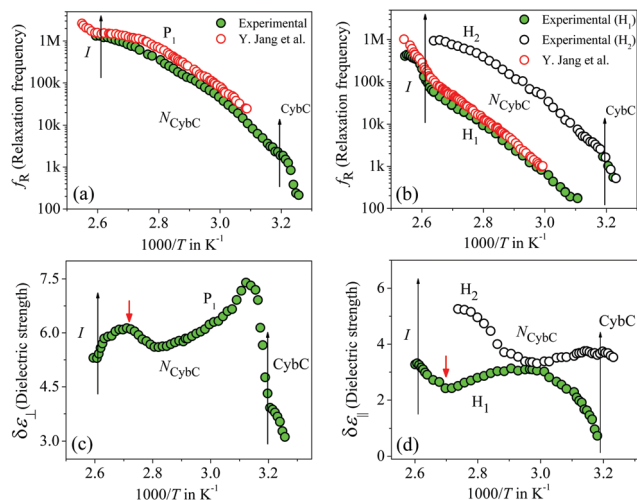 Experimental
Y. Jang et al.
1M
100k
10k
1k
100
f_R (Relaxation frequency)
I
P₁
N_CybC
CybC
(a)
2.6 2.8 3.0 3.2
1000/T in K⁻¹
Experimental (H₁)
Experimental (H₂)
Y. Jang et al.
1M
100k
10k
1k
100
f_R (Relaxation frequency)
I
H₂
N_CybC
H₁
CybC
(b)
2.6 2.8 3.0 3.2
1000/T in K⁻¹
7.5
6.0
4.5
3.0
δε⊥ (Dielectric strength)
I
P₁
N_CybC
CybC
(c)
2.6 2.8 3.0 3.2
1000/T in K⁻¹
6
4
2
0
δε∥ (Dielectric strength)
I
H₂
N_CybC
H₁
CybC
(d)
2.6 2.8 3.0 3.2
1000/T in K⁻¹